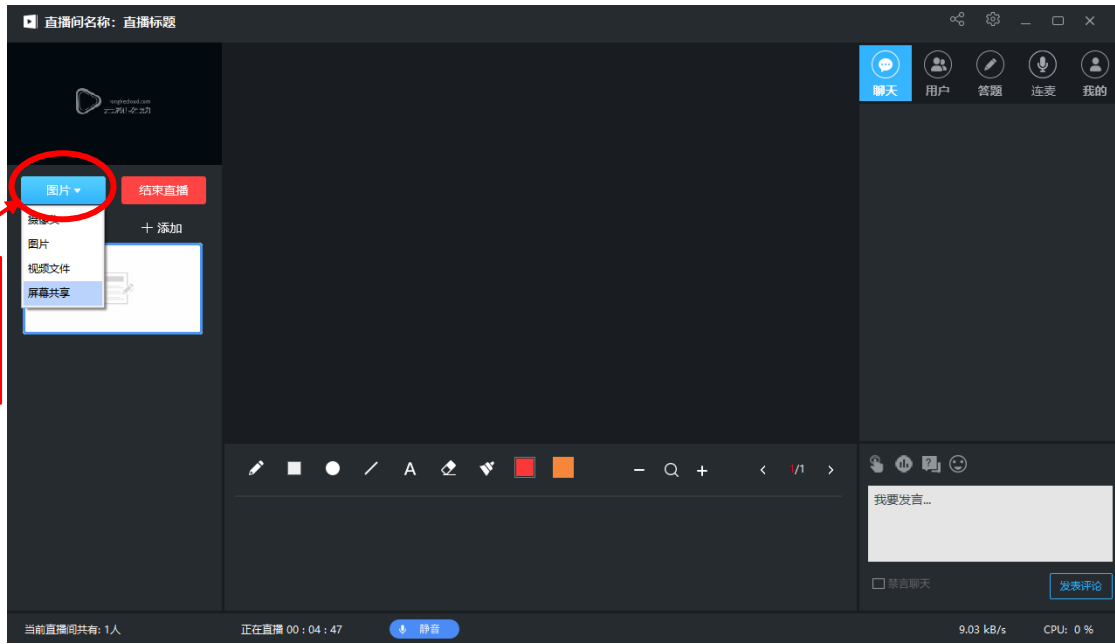 直播间名称：直播标题
聊天 用户 答题 连麦 我的
图片 结束直播
摄像头
+ 添加
图片
视频文件
屏幕共享
A
1/1
我要发言...
禁言聊天 发表评论
当前直播间共有: 1人 正在直播 00 : 04 : 47 静音 9.03 kB/s CPU: 0 %